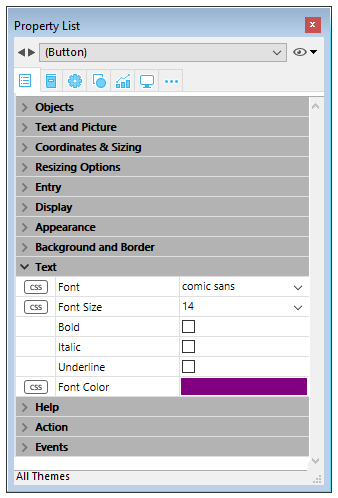 Property List
(Button)
Objects
Text and Picture
Coordinates & Sizing
Resizing Options
Entry
Display
Appearance
Background and Border
Text
css Font comic sans
css Font Size 14
Bold
Italic
Underline
css Font Color
Help
Action
Events
All Themes